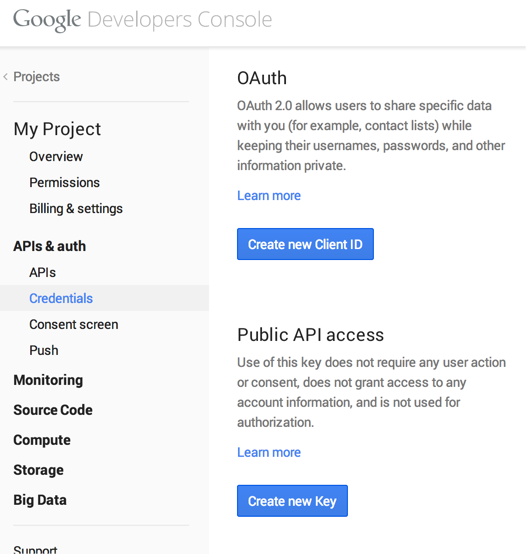 Google Developers Console
< Projects
My Project
Overview
Permissions
Billing & settings
APIs & auth
APIs
Credentials
Consent screen
Push
Monitoring
Source Code
Compute
Storage
Big Data
Support
OAuth
OAuth 2.0 allows users to share specific data
with you (for example, contact lists) while
keeping their usernames, passwords, and other
information private.
Learn more
Create new Client ID
Public API access
Use of this key does not require any user action
or consent, does not grant access to any
account information, and is not used for
authorization.
Learn more
Create new Key